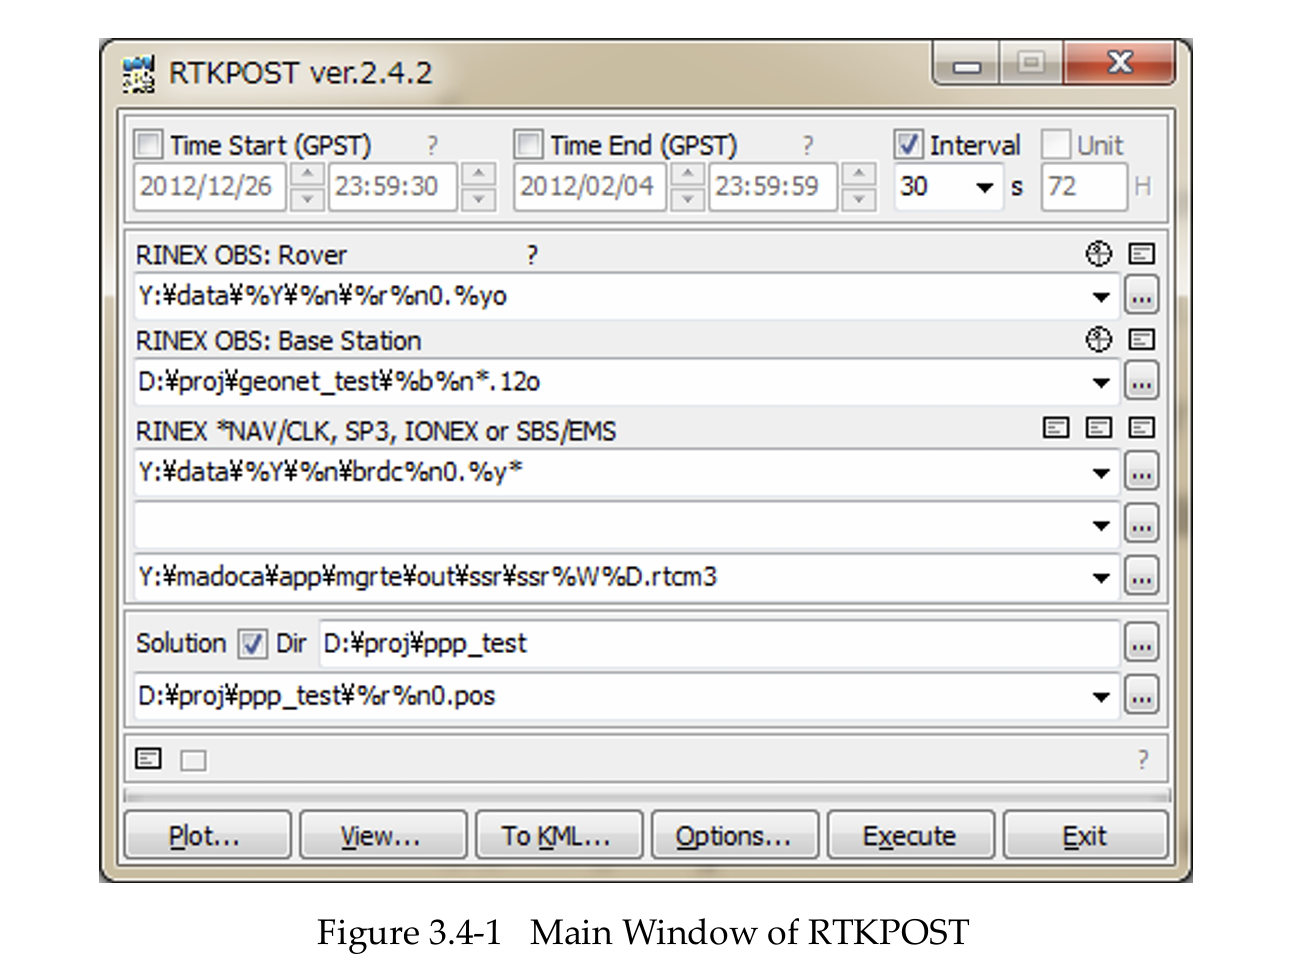 RTKPOST ver.2.4.2
Time Start (GPST) ? Time End (GPST) ? Interval Unit
2012/12/26 23:59:30 2012/02/04 23:59:59 30 s 72 H
RINEX OBS: Rover ?
Y:¥data¥%Y¥%n¥%r%n0.%yo
...
RINEX OBS: Base Station
D:¥proj¥geonet_test¥%b%n*.12o
...
RINEX *NAV/CLK, SP3, IONEX or SBS/EMS
Y:¥data¥%Y¥%n¥brdc%n0.%y*
...
...
Y:¥madoca¥app¥mgrte¥out¥ssr¥ssr%W%D.rtcm3
...
Solution Dir D:¥proj¥ppp_test
...
D:¥proj¥ppp_test¥%r%n0.pos
...
?
Plot... View... To KML... Options... Execute Exit
Figure 3.4-1 Main Window of RTKPOST